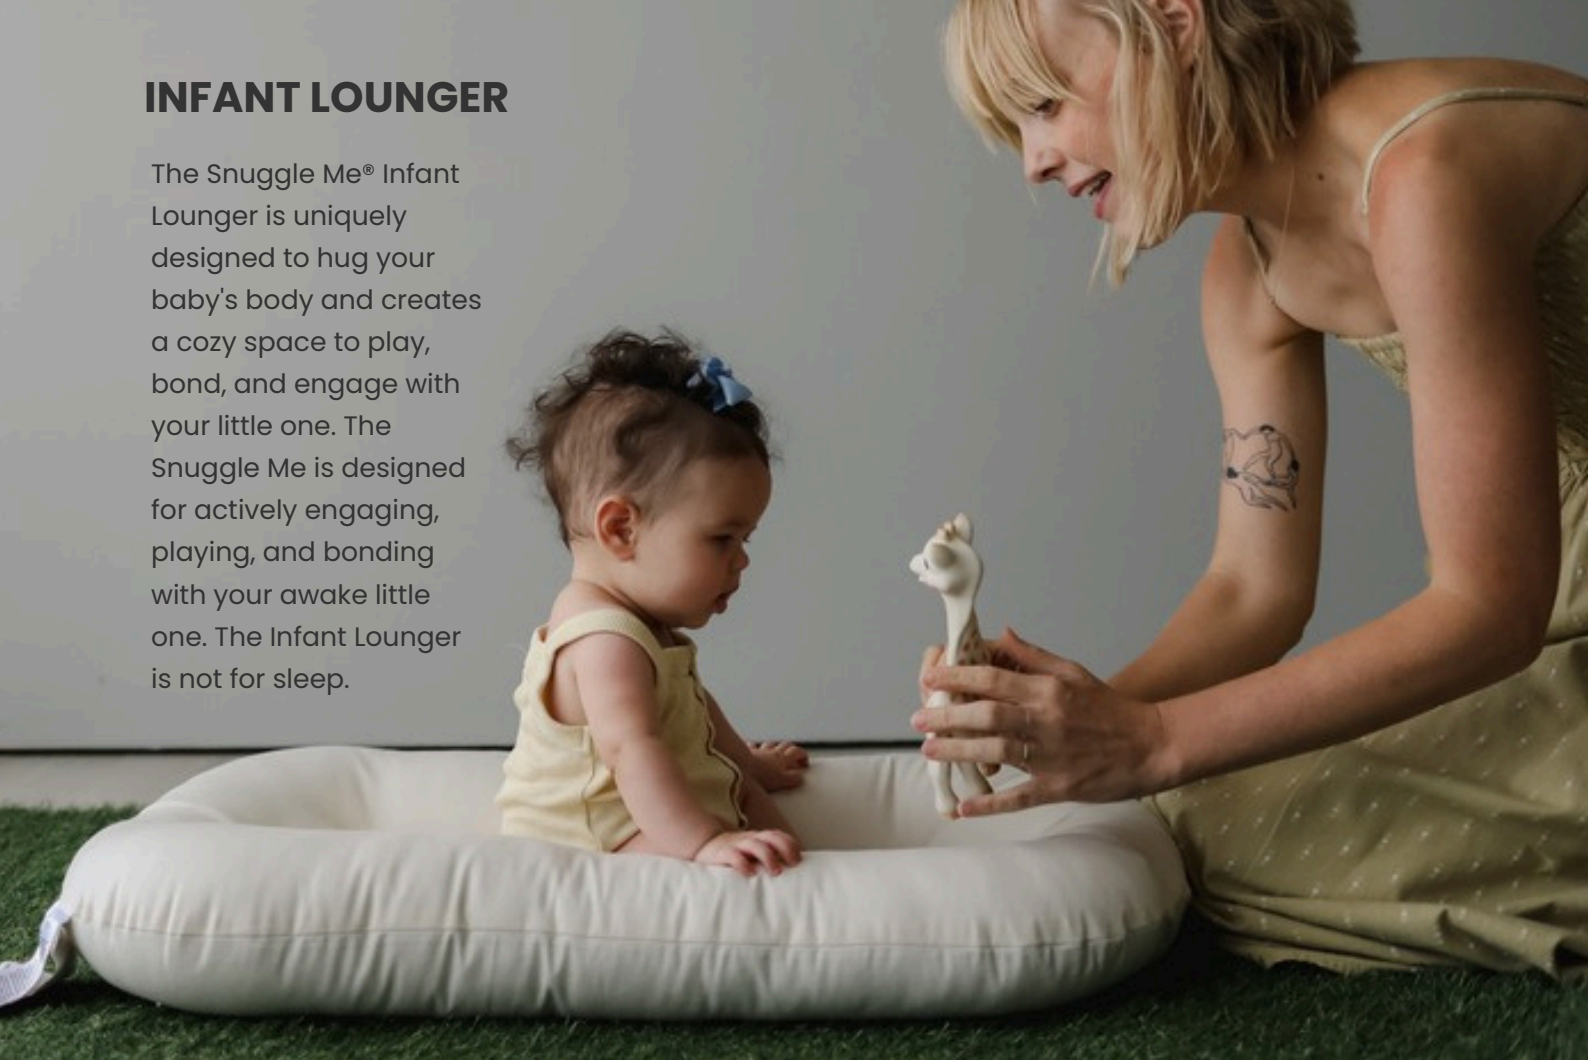 INFANT LOUNGER
The Snuggle Me® Infant
Lounger is uniquely
designed to hug your
baby's body and creates
a cozy space to play,
bond, and engage with
your little one. The
Snuggle Me is designed
for actively engaging,
playing, and bonding
with your awake little
one. The Infant Lounger
is not for sleep.